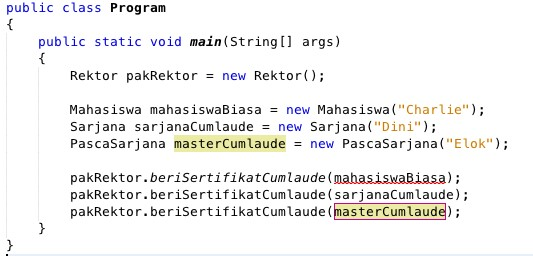 public class Program
{
    public static void main(String[] args)
    {
        Rektor pakRektor = new Rektor();

        Mahasiswa mahasiswaBiasa = new Mahasiswa("Charlie");
        Sarjana sarjanaCumlaude = new Sarjana("Dini");
        PascaSarjana masterCumlaude = new PascaSarjana("Elok");

        pakRektor.beriSertifikatCumlaude(mahasiswaBiasa);
        pakRektor.beriSertifikatCumlaude(sarjanaCumlaude);
        pakRektor.beriSertifikatCumlaude(masterCumlaude);
    }
}